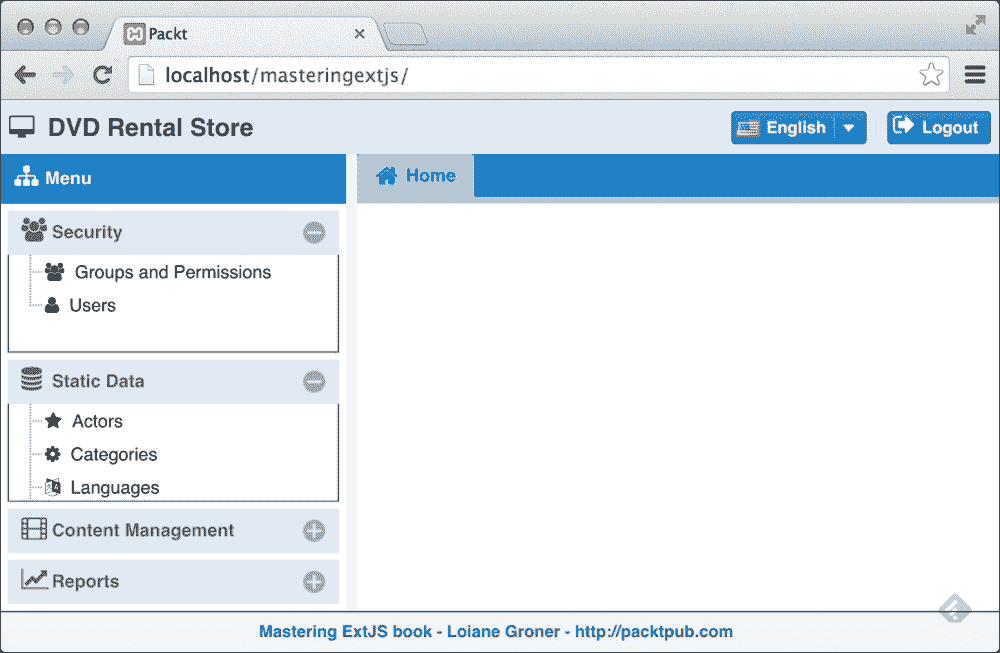 Packt
localhost/masteringextjs/
DVD Rental Store
English
Logout
Menu
Home
Security
Groups and Permissions
Users
Static Data
Actors
Categories
Languages
Content Management
Reports
Mastering ExtJS book - Loiane Groner - http://packtpub.com